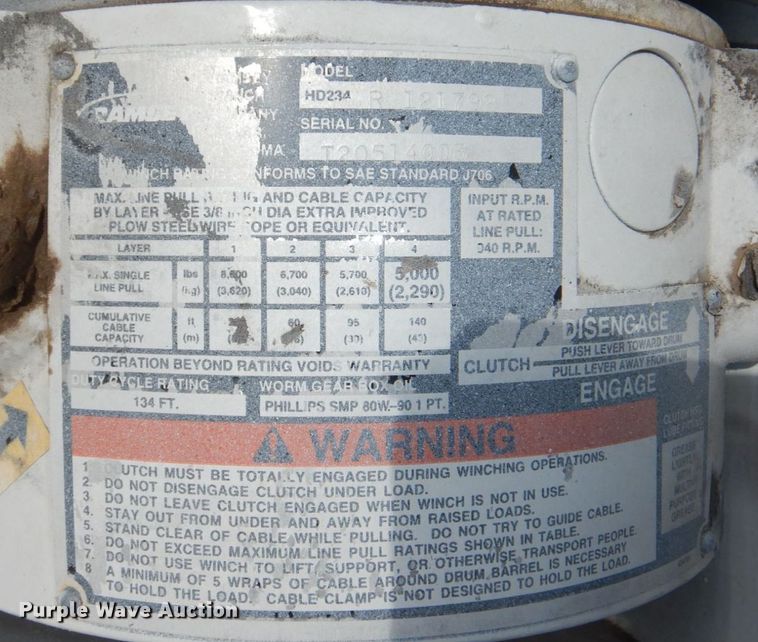 MODEL
HD234 R 121792
SERIAL NO.
WINCH RATING CONFORMS TO SAE STANDARD J706
MAX. LINE PULL RATING AND CABLE CAPACITY
BY LAYER - USE 3/8 INCH DIA EXTRA IMPROVED
PLOW STEEL WIRE ROPE OR EQUIVALENT.
INPUT R.P.M.
AT RATED
LINE PULL:
340 R.P.M.
LAYER 1 2 3 4
MAX. SINGLE
LINE PULL
lbs 8,000 6,700 5,700 5,000
(kg) (3,620) (3,040) (2,610) (2,290)
CUMULATIVE
CABLE
CAPACITY
ft 60 95 140
(m)
OPERATION BEYOND RATING VOIDS WARRANTY
DISENGAGE
PUSH LEVER TOWARD DRUM
CLUTCH
PULL LEVER AWAY FROM DRUM
ENGAGE
DUTY CYCLE RATING
134 FT.
WORM GEAR BOX OIL
PHILLIPS SMP 80W-90 1 PT.
WARNING
1 CLUTCH MUST BE TOTALLY ENGAGED DURING WINCHING OPERATIONS.
2. DO NOT DISENGAGE CLUTCH UNDER LOAD.
3. DO NOT LEAVE CLUTCH ENGAGED WHEN WINCH IS NOT IN USE.
4 STAY OUT FROM UNDER AND AWAY FROM RAISED LOADS.
5. STAND CLEAR OF CABLE WHILE PULLING. DO NOT TRY TO GUIDE CABLE.
6. DO NOT EXCEED MAXIMUM LINE PULL RATINGS SHOWN IN TABLE.
7. DO NOT USE WINCH TO LIFT, SUPPORT, OR OTHERWISE TRANSPORT PEOPLE.
8 A MINIMUM OF 5 WRAPS OF CABLE AROUND DRUM BARREL IS NECESSARY
TO HOLD THE LOAD. CABLE CLAMP IS NOT DESIGNED TO HOLD THE LOAD.
Purple Wave Auction